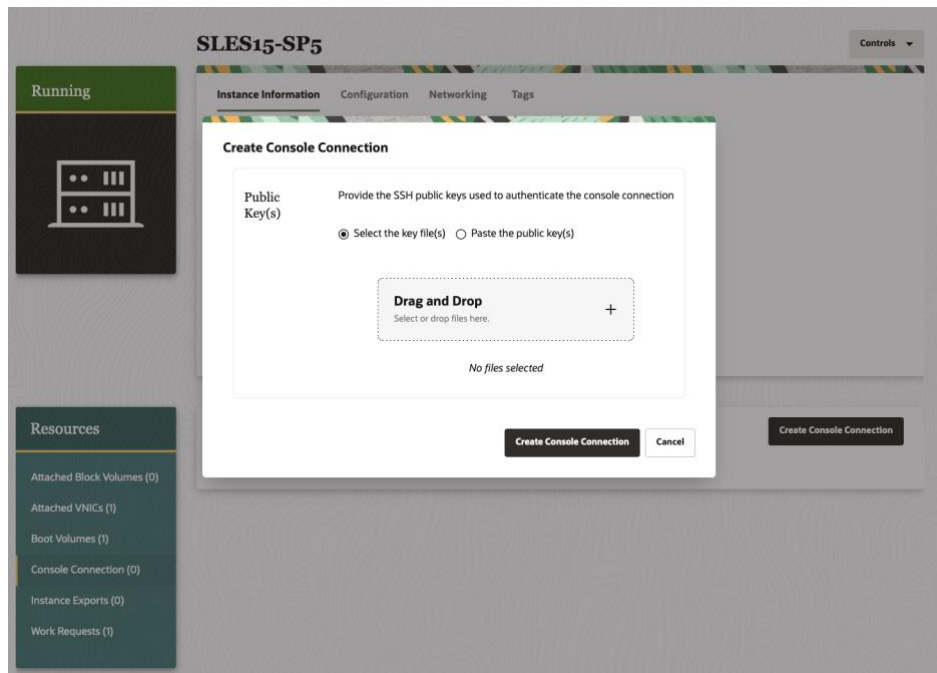 SLES15-SP5
Controls
Running
Instance Information Configuration Networking Tags
Create Console Connection
Public
Key(s)
Provide the SSH public keys used to authenticate the console connection
Select the key file(s) Paste the public key(s)
Drag and Drop
Select or drop files here.
+
No files selected
Create Console Connection Cancel
Create Console Connection
Resources
Attached Block Volumes (0)
Attached VNICs (1)
Boot Volumes (1)
Console Connection (0)
Instance Exports (0)
Work Requests (1)